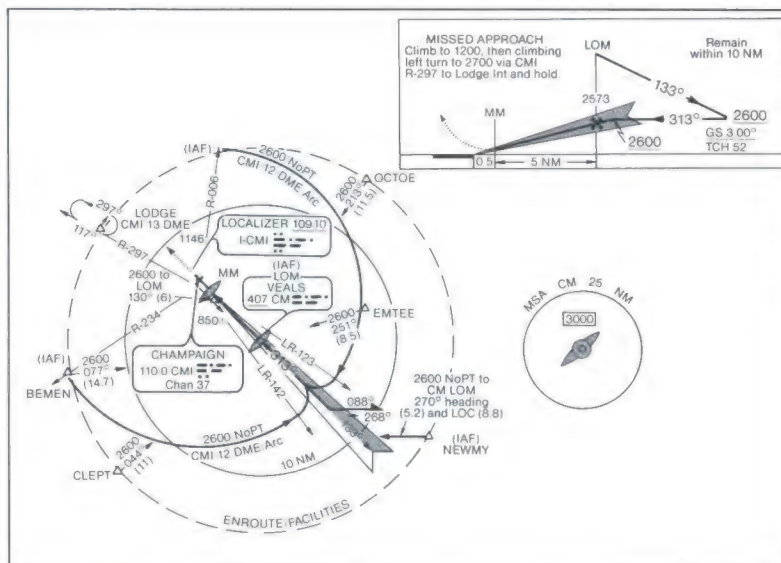 MISSED APPROACH
Climb to 1200, then climbing
left turn to 2700 via CMI
R-297 to Lodge Int and hold.
LOM
Remain
within 10 NM
133°
2573
MM
313°
2600
2600
GS 3.00°
TCH 52
0.5
5 NM
(IAF)
2600 NoPT
CMI 12 DME Arc
R-006
OCTOE
2600
213°
(11.5)
297°
117°
LODGE
CMI 13 DME
R-297
1146
LOCALIZER 109.10
I-CMI
(IAF)
LOM
VEALS
407 CM
MM
2600 to
LOM
130° (6)
R-234
850'
EMTEE
2600
251°
(8.5)
MSA CM 25 NM
3000
CHAMPAIGN
110.0 CMI
Chan 37
313°
LR-123
LR-142
(IAF)
BEMEN
2600
077°
(14.7)
2600 NoPT to
CM LOM
270° heading
(5.2) and LOC (8.8)
088°
268°
(IAF)
NEWMY
2600 NoPT
CMI 12 DME Arc
10 NM
CLEPT
2600
044°
(11)
ENROUTE FACILITIES